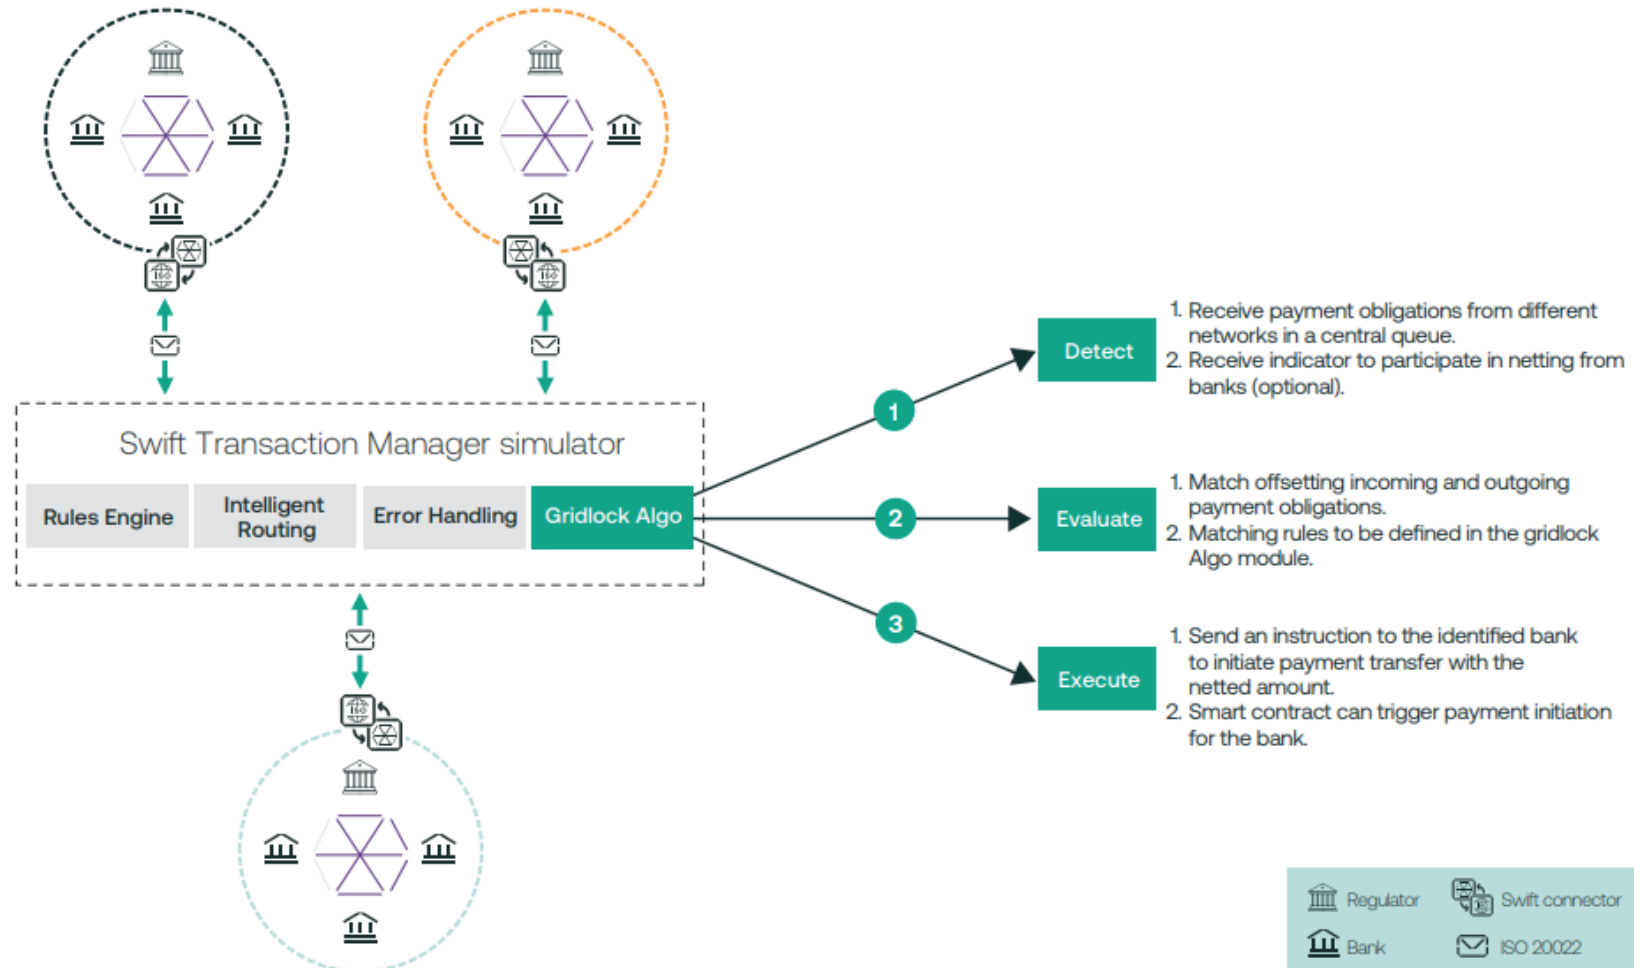 Swift Transaction Manager simulator
Rules Engine
Intelligent
Routing
Error Handling
Gridlock Algo
1
2
3
Detect
1. Receive payment obligations from different
networks in a central queue.
2. Receive indicator to participate in netting from
banks (optional).
Evaluate
1. Match offsetting incoming and outgoing
payment obligations.
2. Matching rules to be defined in the gridlock
Algo module.
Execute
1. Send an instruction to the identified bank
to initiate payment transfer with the
netted amount.
2. Smart contract can trigger payment initiation
for the bank.
ISO
ISO
ISO
Regulator
Swift connector
Bank
ISO 20022